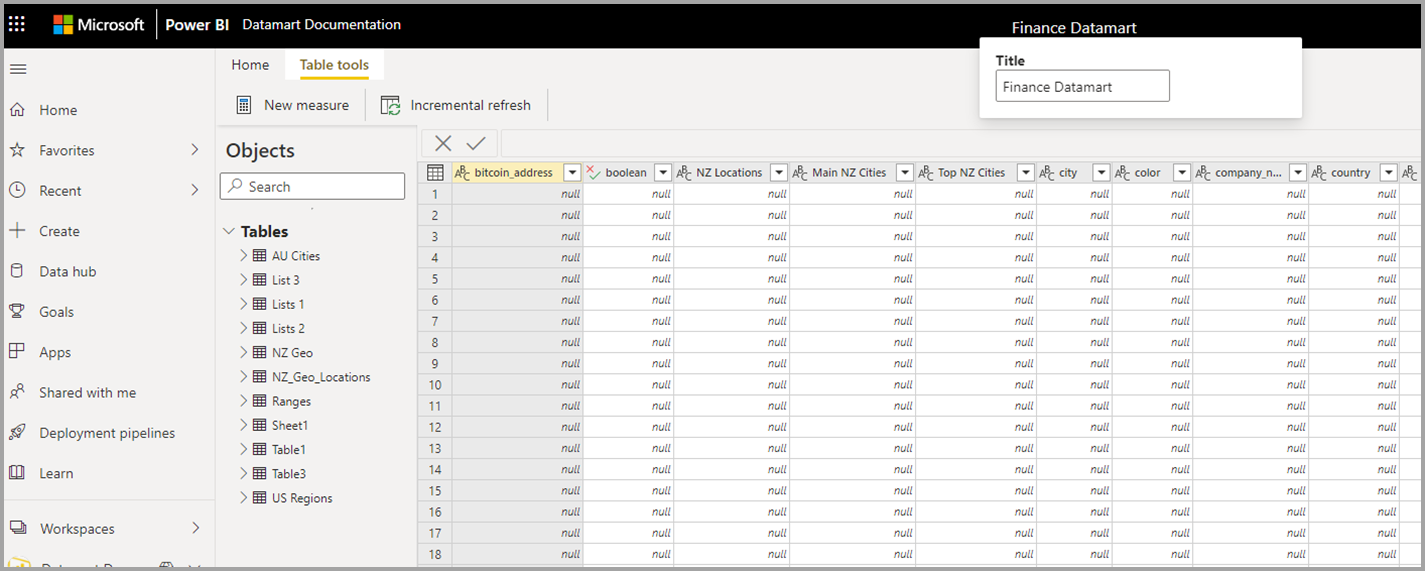 Microsoft Power BI Datamart Documentation Finance Datamart
Title
Finance Datamart
Home Table tools
New measure Incremental refresh
Home
Favorites
Recent
Create
Data hub
Goals
Apps
Shared with me
Deployment pipelines
Learn
Workspaces
Objects
Search
Tables
AU Cities
List 3
Lists 1
Lists 2
NZ Geo
NZ_Geo_Locations
Ranges
Sheet1
Table1
Table3
US Regions
ABC bitcoin_address boolean ABC NZ Locations ABC Main NZ Cities ABC Top NZ Cities ABC city ABC color ABC company_n... ABC country ABC
1 null null null null null null null null null
2 null null null null null null null null null
3 null null null null null null null null null
4 null null null null null null null null null
5 null null null null null null null null null
6 null null null null null null null null null
7 null null null null null null null null null
8 null null null null null null null null null
9 null null null null null null null null null
10 null null null null null null null null null
11 null null null null null null null null null
12 null null null null null null null null null
13 null null null null null null null null null
14 null null null null null null null null null
15 null null null null null null null null null
16 null null null null null null null null null
17 null null null null null null null null null
18 null null null null null null null null null